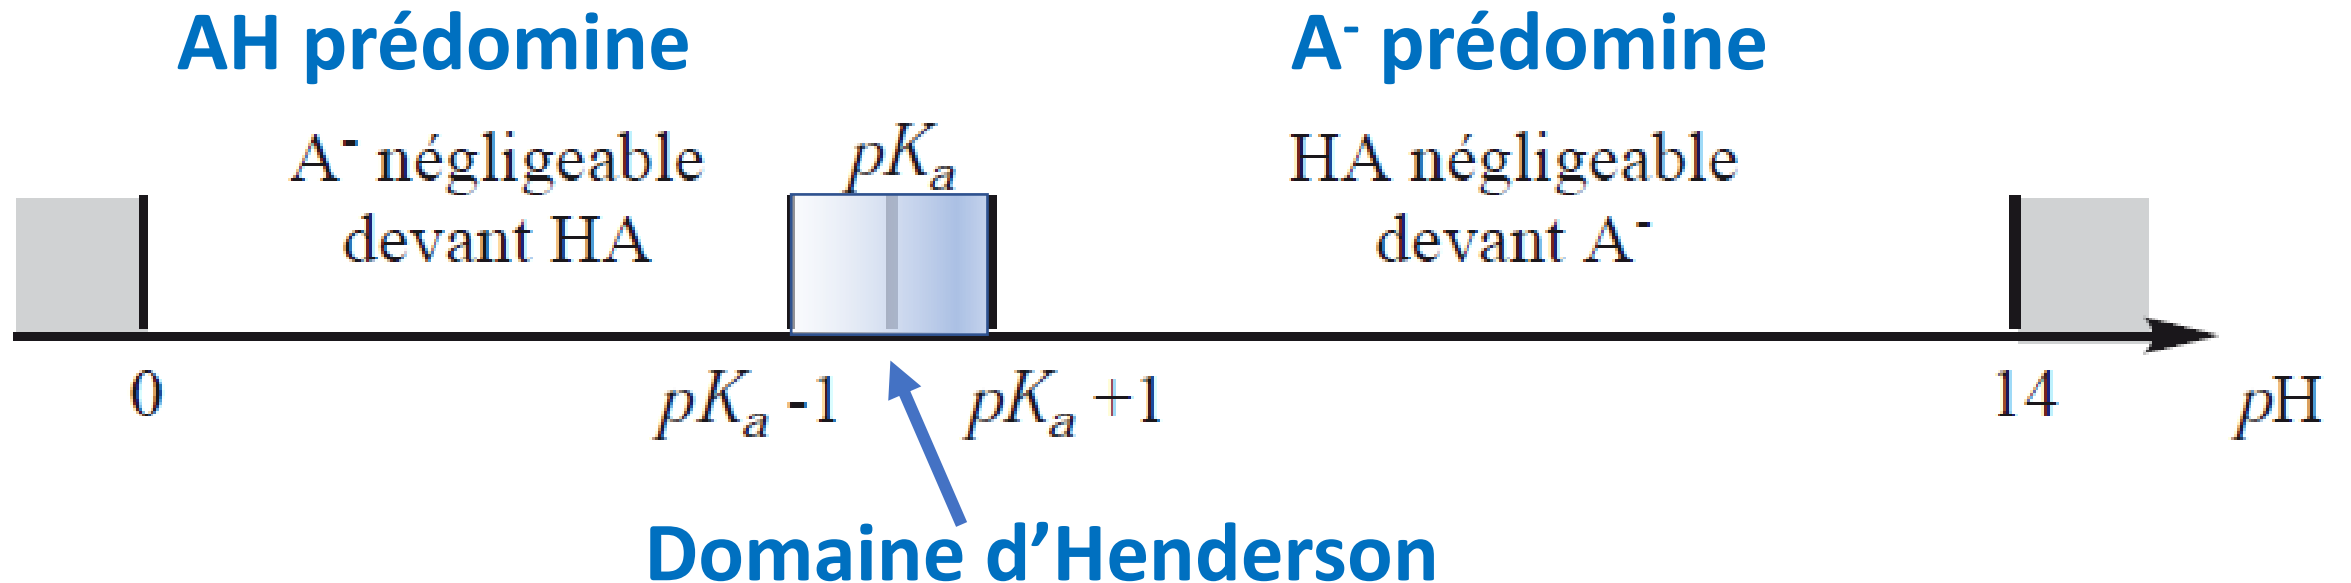 AH prédomine
A- prédomine
A- négligeable
devant HA
pKa
HA négligeable
devant A-
0
pKa -1
pKa +1
14
pH
Domaine d’Henderson